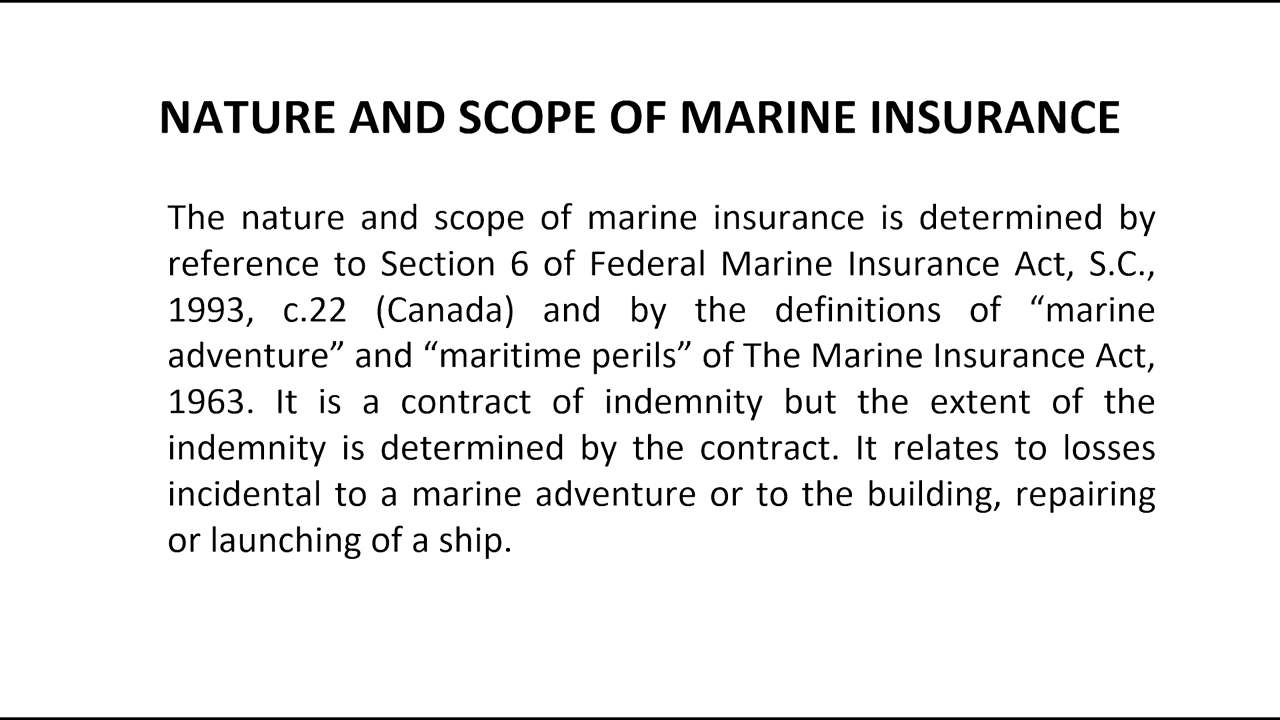 NATURE AND SCOPE OF MARINE INSURANCE
The nature and scope of marine insurance is determined by
reference to Section 6 of Federal Marine Insurance Act, S.C.,
1993, c.22 (Canada) and by the definitions of “marine
adventure” and “maritime perils” of The Marine Insurance Act,
1963. It is a contract of indemnity but the extent of the
indemnity is determined by the contract. It relates to losses
incidental to a marine adventure or to the building, repairing
or launching of a ship.